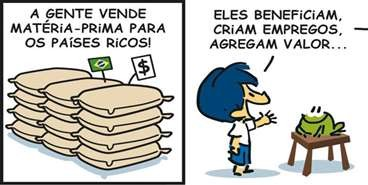 A GENTE VENDE
MATÉRIA-PRIMA PARA
OS PAÍSES RICOS!
$
ELES BENEFICIAM,
CRIAM EMPREGOS,
AGREGAM VALOR...